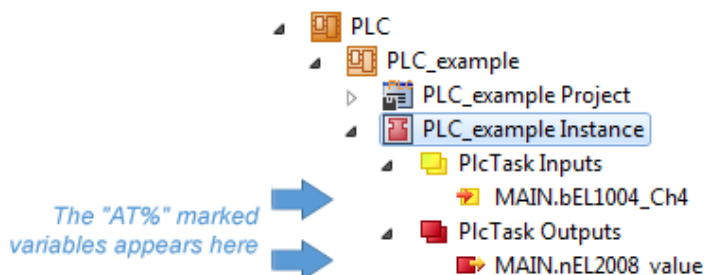 PLC
PLC_example
PLC_example Project
PLC_example Instance
PlcTask Inputs
MAIN.bEL1004_Ch4
The "AT%" marked
variables appears here
PlcTask Outputs
MAIN.nEL2008_value